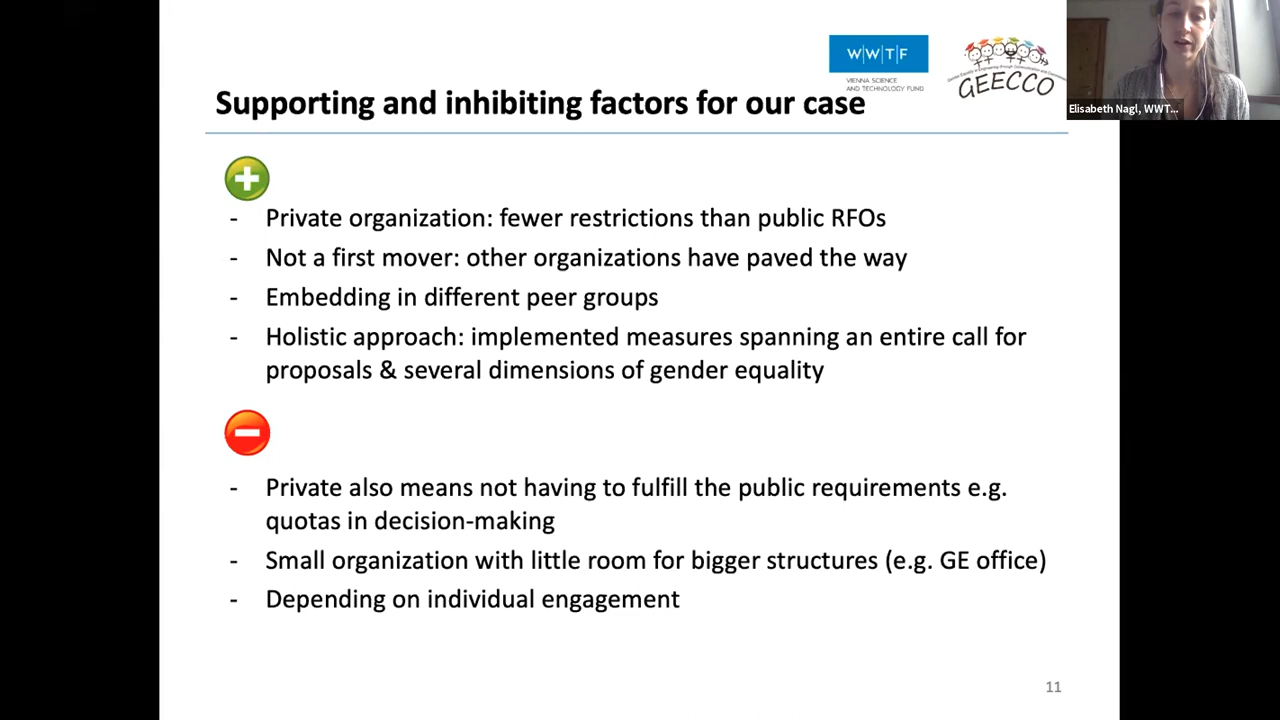 W|W|T|F
VIENNA SCIENCE
AND TECHNOLOGY FUND
GEECCO
Elisabeth Nagl, WWT...
Supporting and inhibiting factors for our case
- Private organization: fewer restrictions than public RFOs
- Not a first mover: other organizations have paved the way
- Embedding in different peer groups
- Holistic approach: implemented measures spanning an entire call for
proposals & several dimensions of gender equality
- Private also means not having to fulfill the public requirements e.g.
quotas in decision-making
- Small organization with little room for bigger structures (e.g. GE office)
- Depending on individual engagement
11